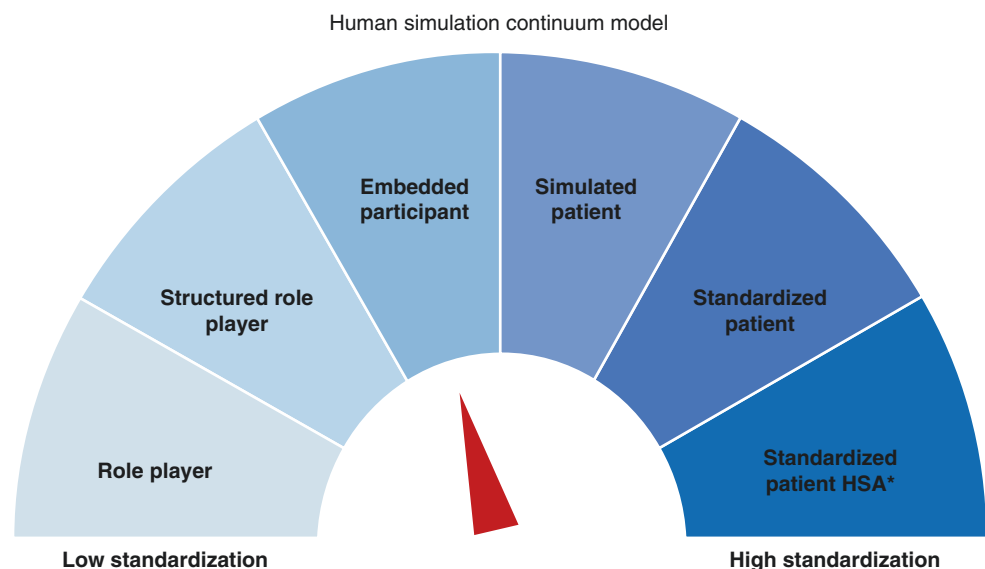 Human simulation continuum model
Embedded
participant
Simulated
patient
Structured role
player
Standardized
patient
Role player
Standardized
patient HSA*
Low standardization
High standardization